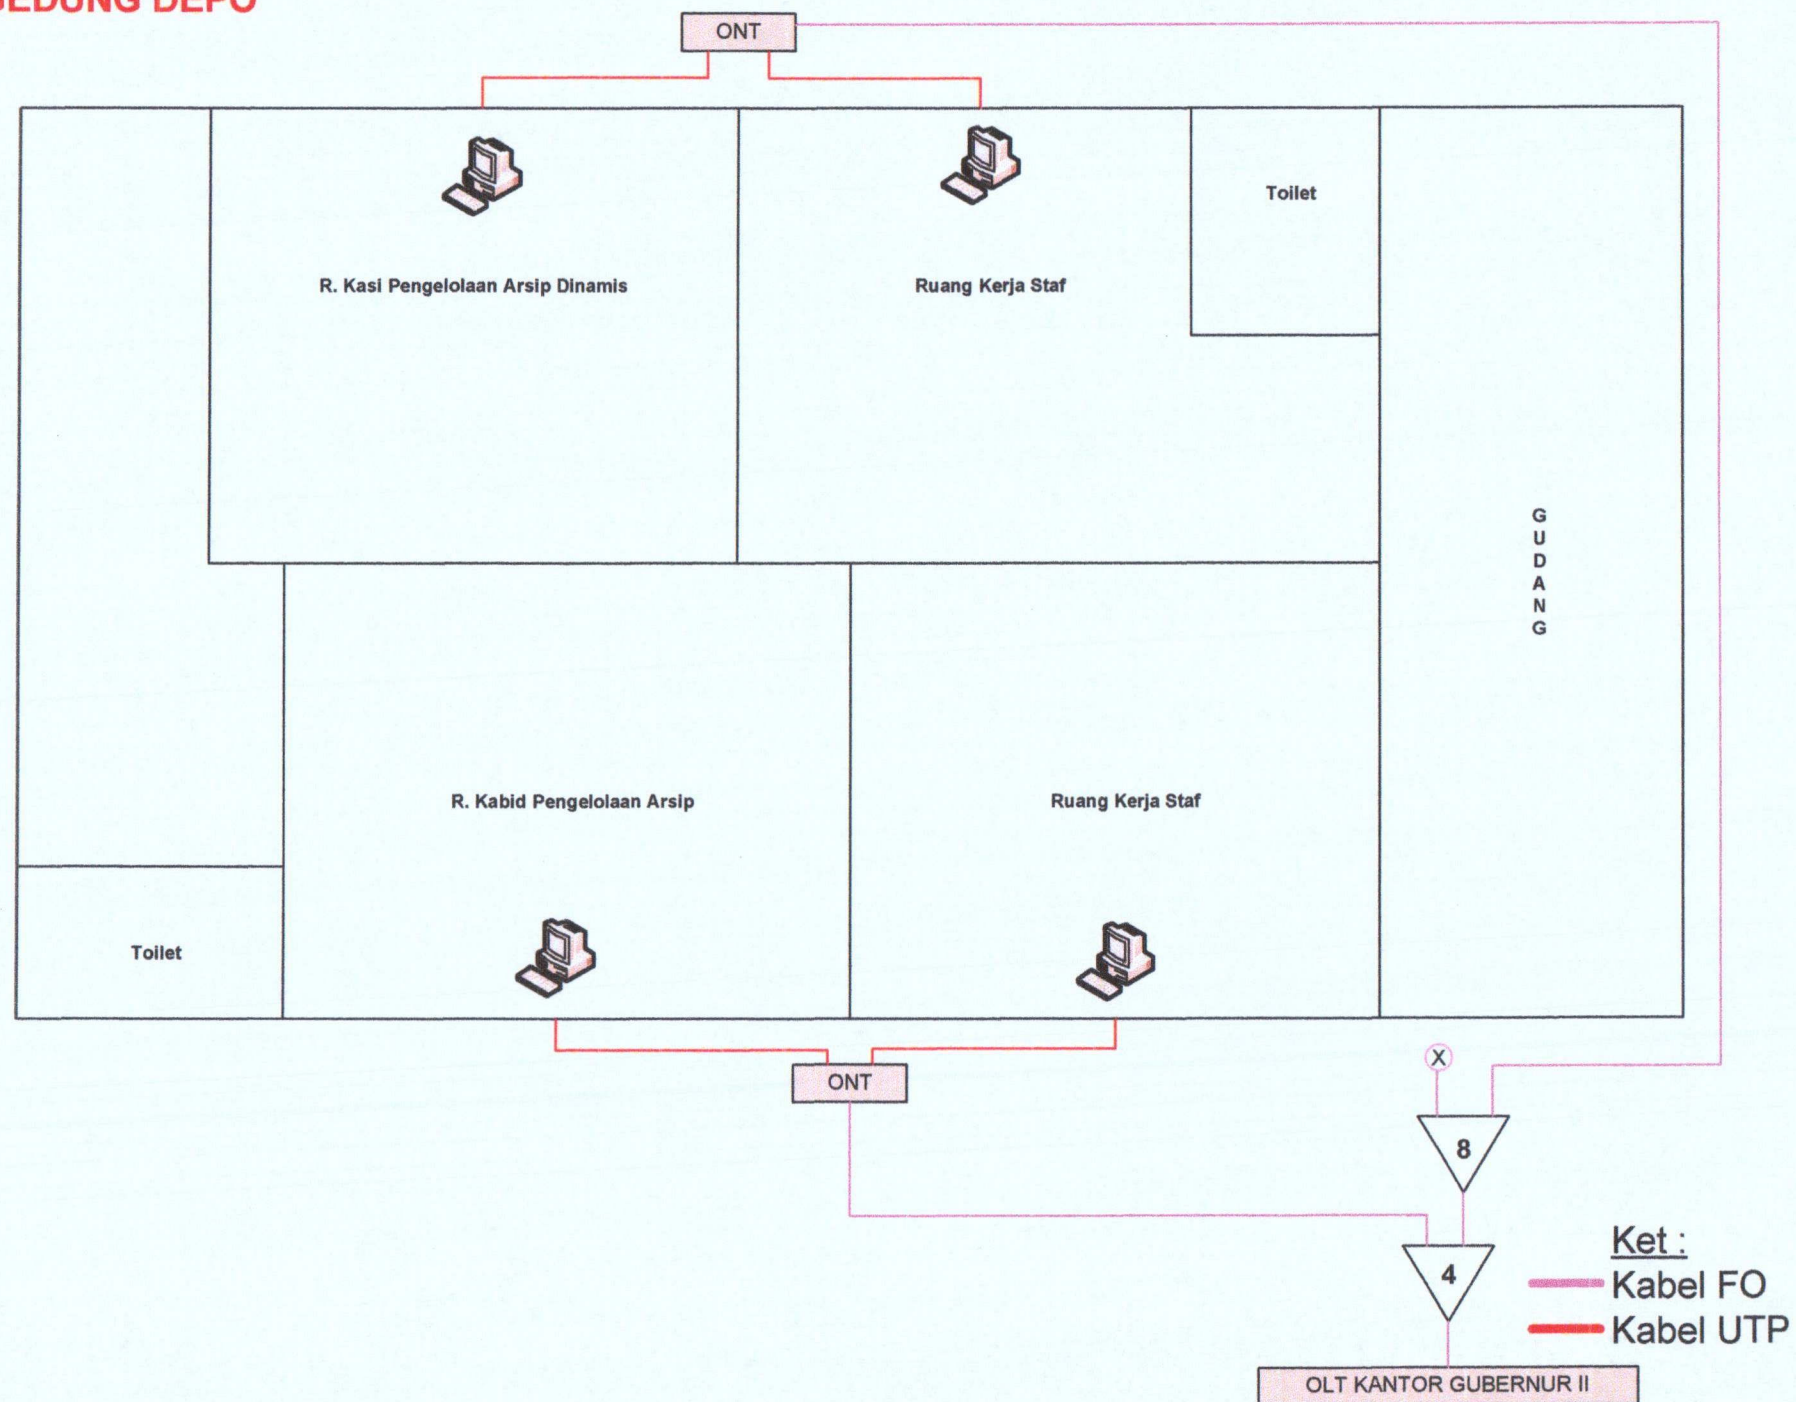 GEDUNG DEPO
ONT
Toilet
R. Kasi Pengelolaan Arsip Dinamis
Ruang Kerja Staf
GUDANG
R. Kabid Pengelolaan Arsip
Ruang Kerja Staf
Toilet
X
ONT
8
4
Ket :
Kabel FO
Kabel UTP
OLT KANTOR GUBERNUR II